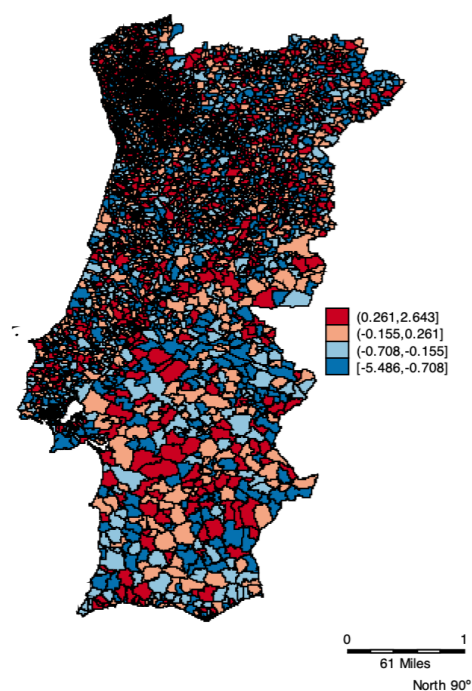 (0.261,2.643]
(-0.155,0.261]
(-0.708,-0.155]
[-5.486,-0.708]
0 1
61 Miles
North 90°